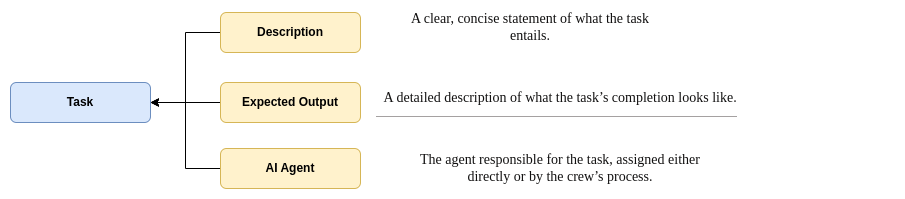 Description
A clear, concise statement of what the task
entails.
Task
Expected Output
A detailed description of what the task’s completion looks like.
AI Agent
The agent responsible for the task, assigned either
directly or by the crew’s process.